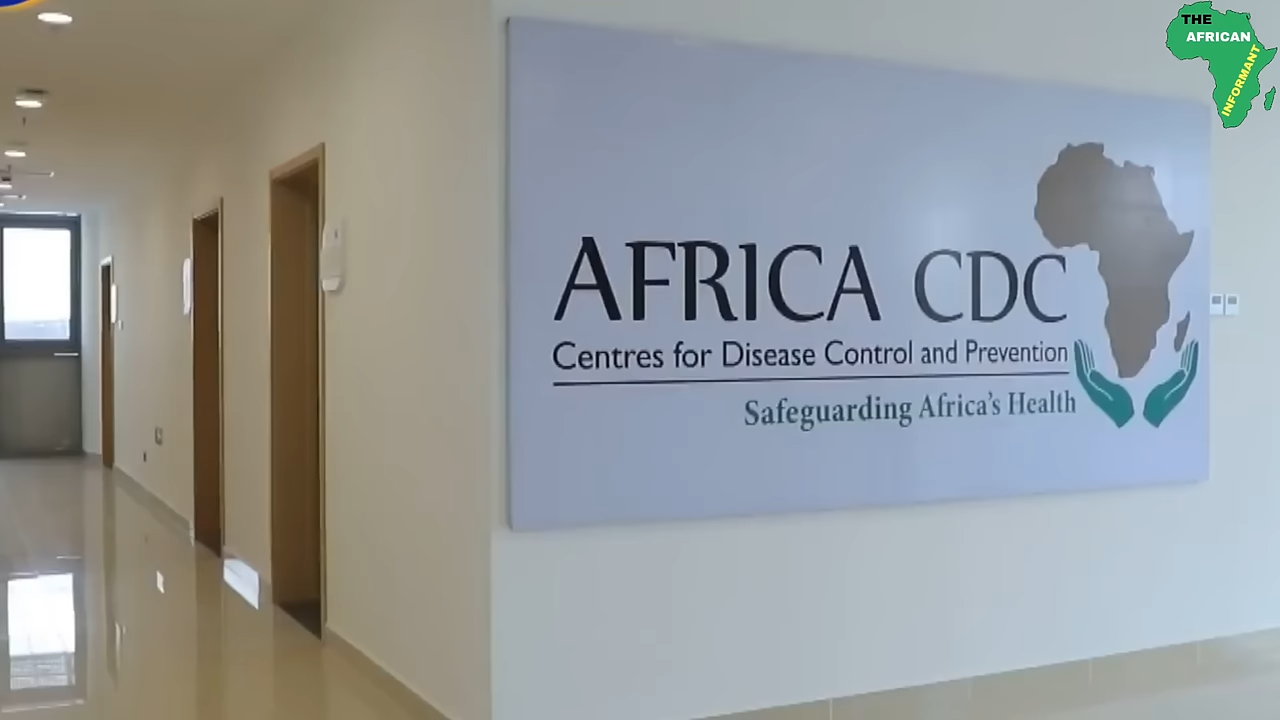 THE
AFRICAN
INFORMANT
AFRICA CDC
Centres for Disease Control and Prevention
Safeguarding Africa's Health